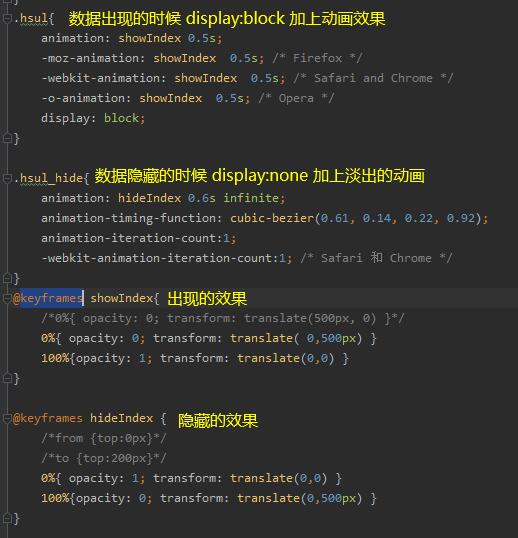 }
.hsul{ 数据出现的时候 display:block 加上动画效果
animation: showIndex 0.5s;
-moz-animation: showIndex  0.5s; /* Firefox */
-webkit-animation: showIndex  0.5s; /* Safari and Chrome */
-o-animation: showIndex  0.5s; /* Opera */
display: block;
}
.hsul_hide{ 数据隐藏的时候 display:none 加上淡出的动画
animation: hideIndex 0.6s infinite;
animation-timing-function: cubic-bezier(0.61, 0.14, 0.22, 0.92);
animation-iteration-count:1;
-webkit-animation-iteration-count:1; /* Safari 和 Chrome */
}
@keyframes showIndex{ 出现的效果
/*0%{ opacity: 0; transform: translate(500px, 0) }*/
0%{ opacity: 0; transform: translate( 0,500px) }
100%{opacity: 1; transform: translate(0,0) }
}
@keyframes hideIndex { 隐藏的效果
/*from {top:0px}*/
/*to {top:200px}*/
0%{ opacity: 1; transform: translate(0,0) }
100%{opacity: 0; transform: translate(0,500px) }
}